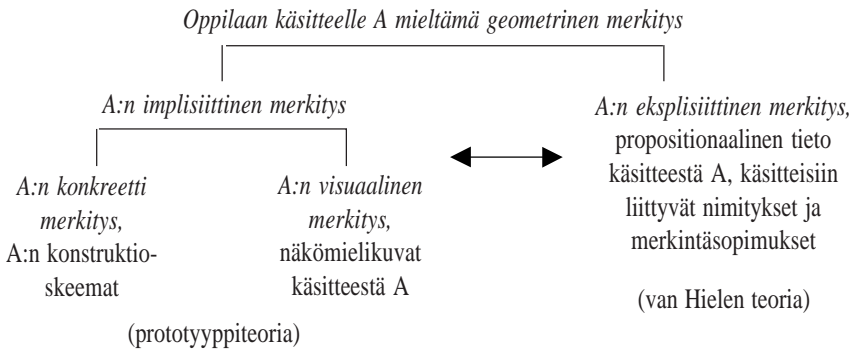 Oppilaan käsitteelle A mieltämä geometrinen merkitys
A:n implisiittinen merkitys
A:n konkreetti
merkitys,
A:n konstruktio-
skeemat
A:n visuaalinen
merkitys,
näkömielikuvat
käsitteestä A
(prototyyppiteoria)
A:n eksplisiittinen merkitys,
propositionaalinen tieto
käsitteestä A, käsitteisiin
liittyvät nimitykset ja
merkintäsopimukset
(van Hielen teoria)